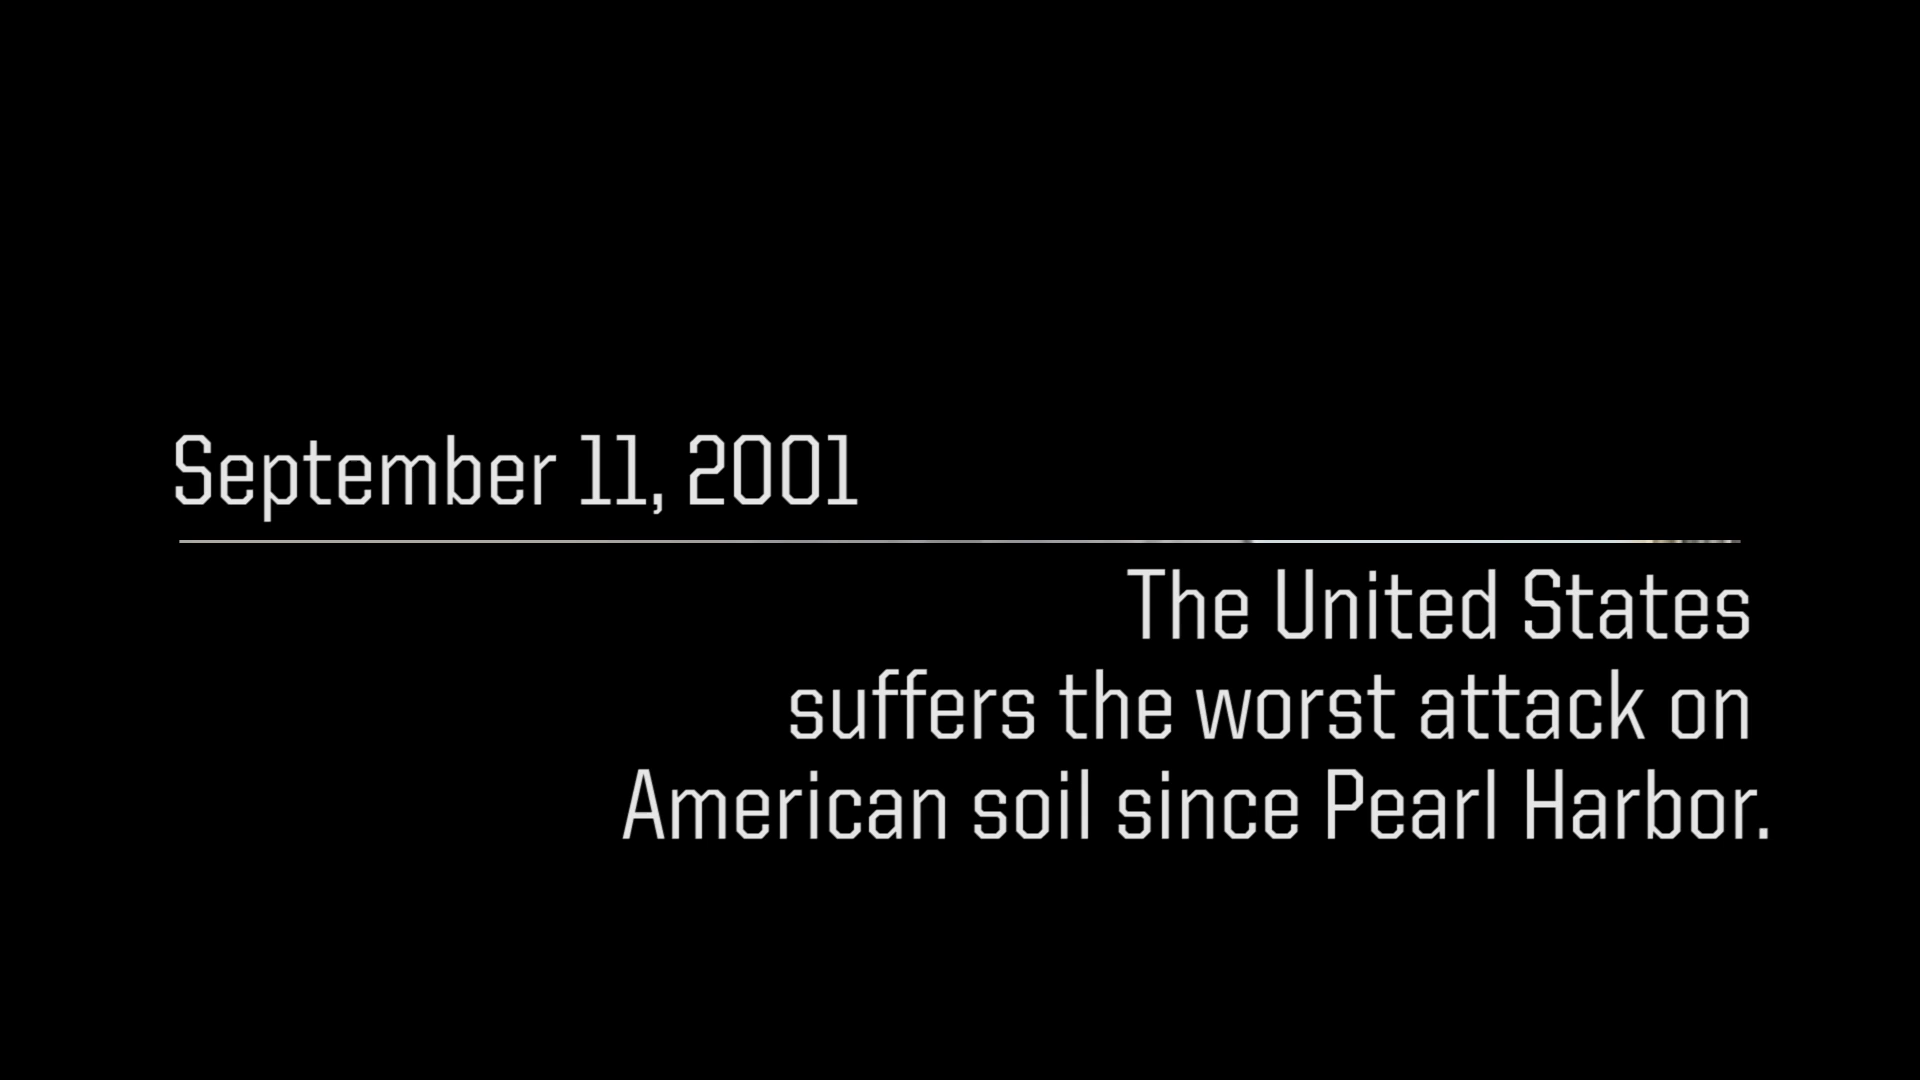 September 11, 2001
The United States
suffers the worst attack on
American soil since Pearl Harbor.